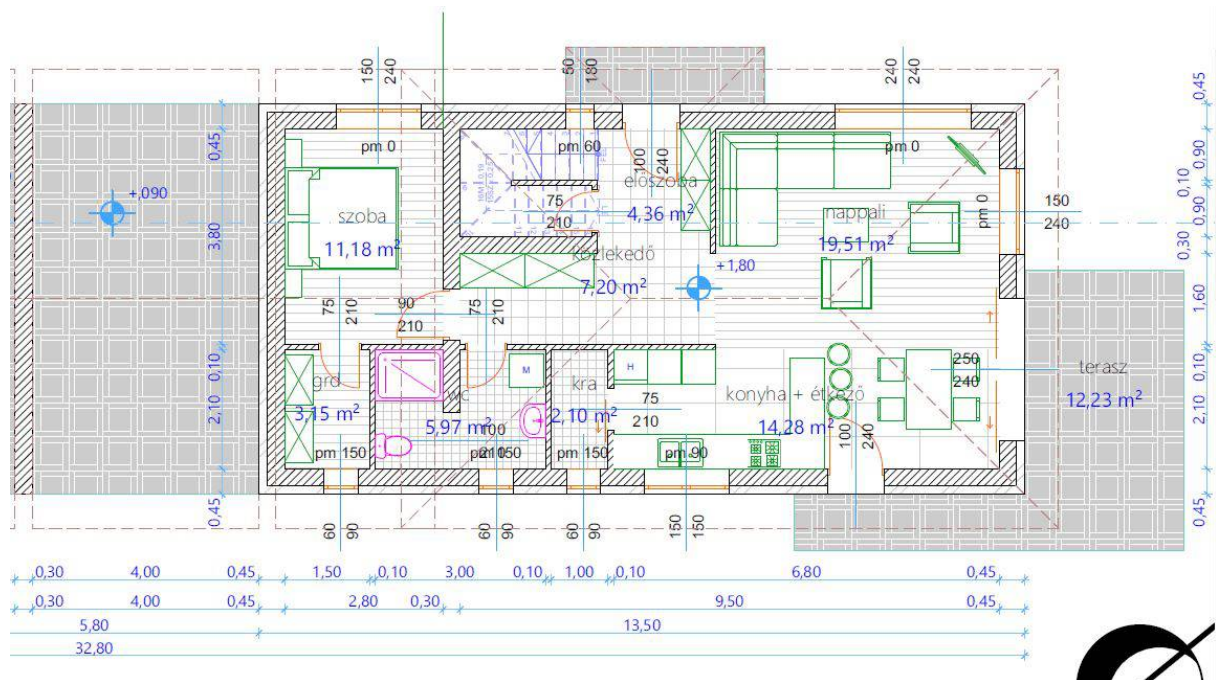 150
240
50
180
240
240
0,45
0,45
pm 0
pm 60
100
240
pm 0
0,90
+,090
75
210
előszoba
4,36 m²
0,10
0,90
szoba
11,18 m²
nappali
19,51 m²
pm 0
150
240
3,80
közlekedő
7,20 m²
+1,80
0,30
75
210
90
210
75
210
1,60
grd
3,15 m²
wc
5,97 m²
M
kra
2,10 m²
H
75
210
konyha + étkező
14,28 m²
250
240
terasz
12,23 m²
0,10
2,10
0,10
2,10
pm 150
100
210
pm 150
pm 150
pm 90
100
240
0,45
0,45
60
90
60
90
60
90
150
150
0,30 4,00 0,45 1,50 0,10 3,00 0,10 1,00 0,10 6,80 0,45
0,30 4,00 0,45 2,80 0,30 9,50 0,45
5,80 13,50
32,80